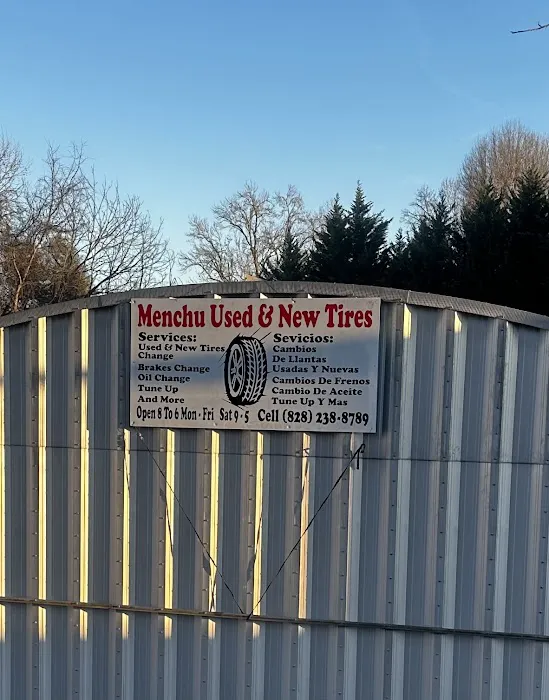 Menchu Used & New Tires
Services:
Used & New Tires
Change
Brakes Change
Oil Change
Tune Up
And More
Sevicios:
Cambios
De Llantas
Usadas Y Nuevas
Cambios De Frenos
Cambio De Aceite
Tune Up Y Mas
Open 8 To 6 Mon - Fri Sat 9 - 5 Cell (828) 238-8789